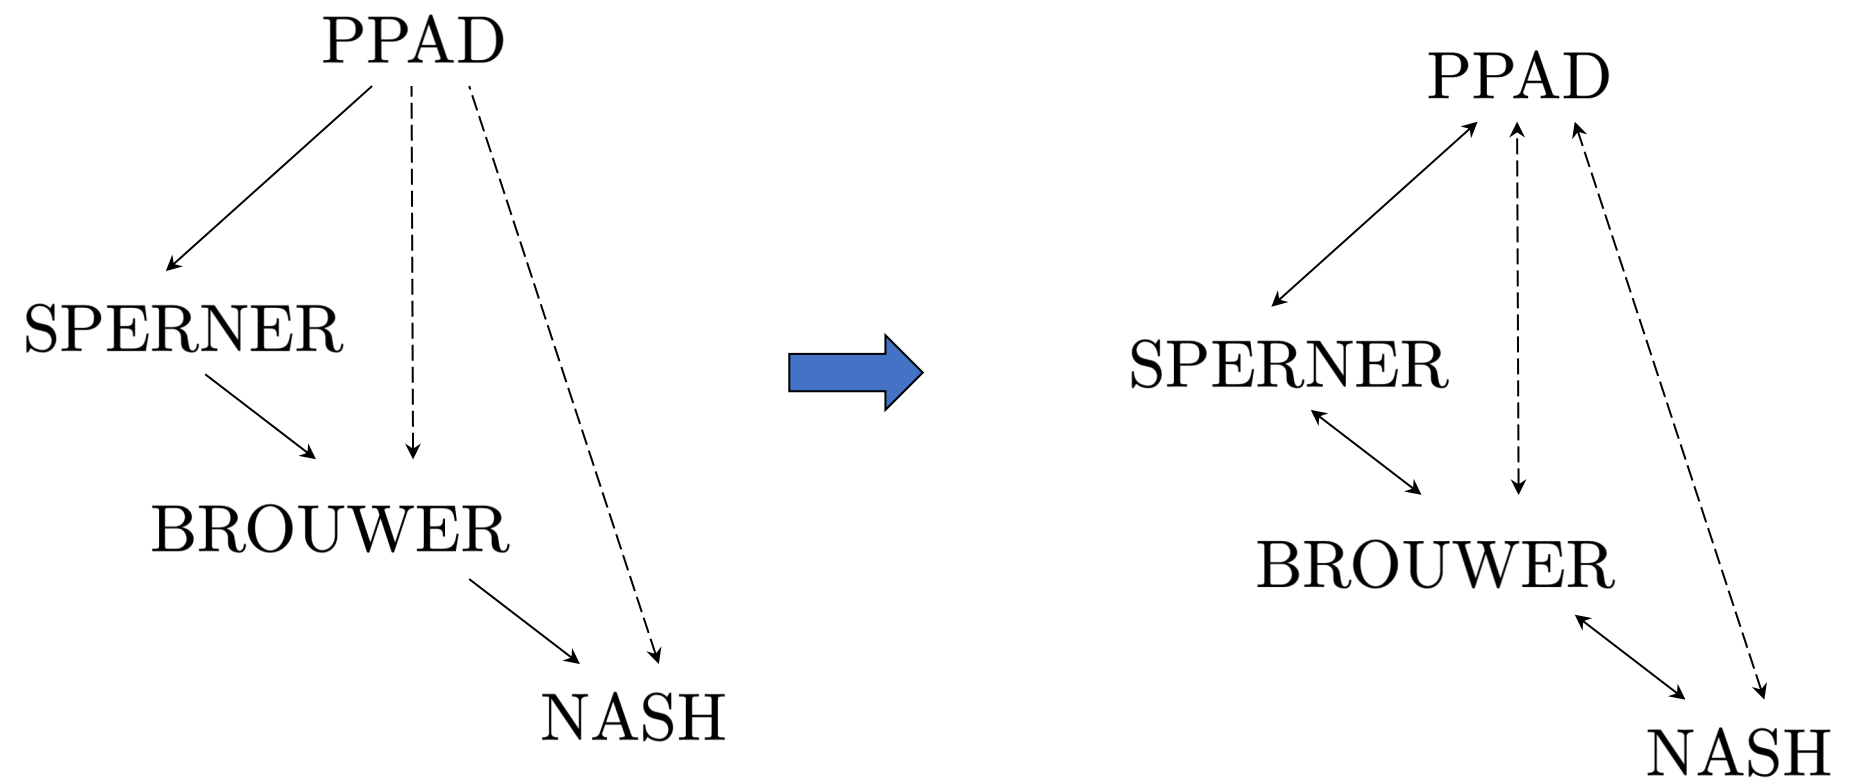 PPAD
SPERNER
BROUWER
NASH
PPAD
SPERNER
BROUWER
NASH